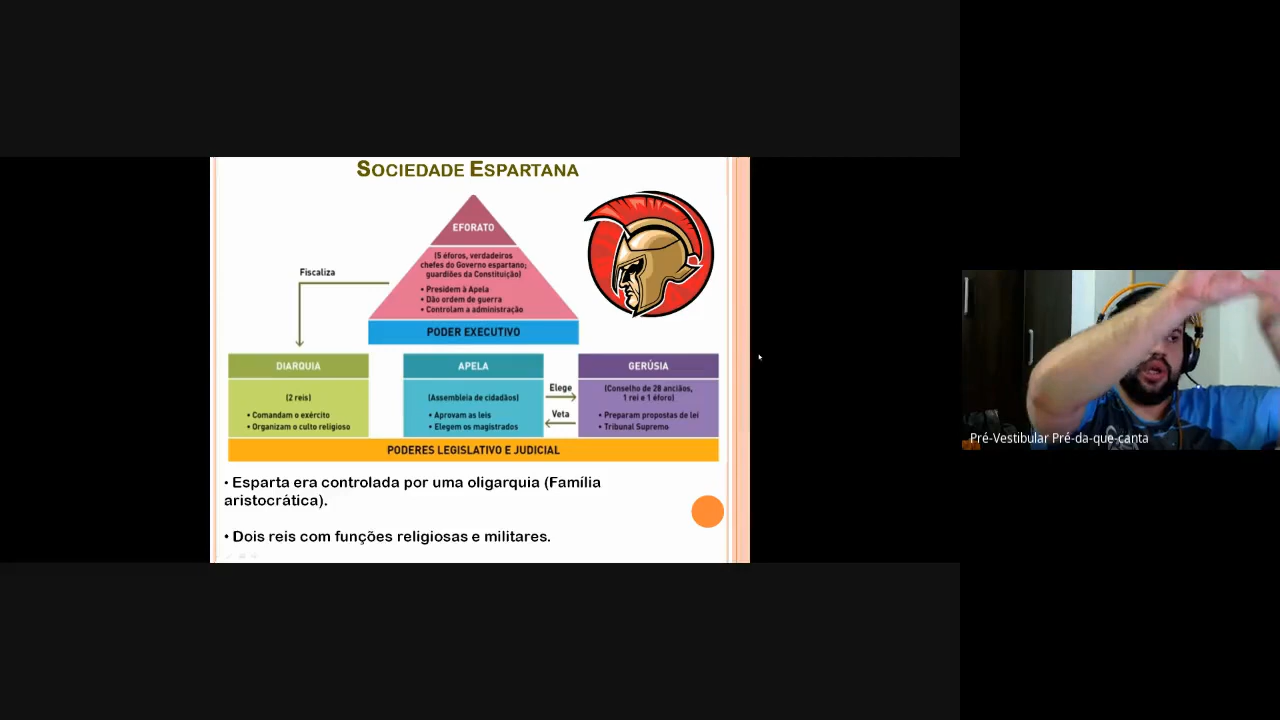 SOCIEDADE ESPARTANA
EFORATO
(5 éforos, verdadeiros
chefes do Governo espartano;
guardiões da Constituição)
• Presidem à Apela
• Dão ordem de guerra
• Controlam a administração
Fiscaliza
PODER EXECUTIVO
DIARQUIA
(2 reis)
• Comandam o exército
• Organizam o culto religioso
APELA
(Assembleia de cidadãos)
• Aprovam as leis
• Elegem os magistrados
Elege
Veta
GERÚSIA
(Conselho de 28 anciãos,
1 rei e 1 éforo)
• Preparam propostas de lei
• Tribunal Supremo
PODERES LEGISLATIVO E JUDICIAL
• Esparta era controlada por uma oligarquia (Família
aristocrática).
• Dois reis com funções religiosas e militares.
Pré-Vestibular Pré-da-que-canta